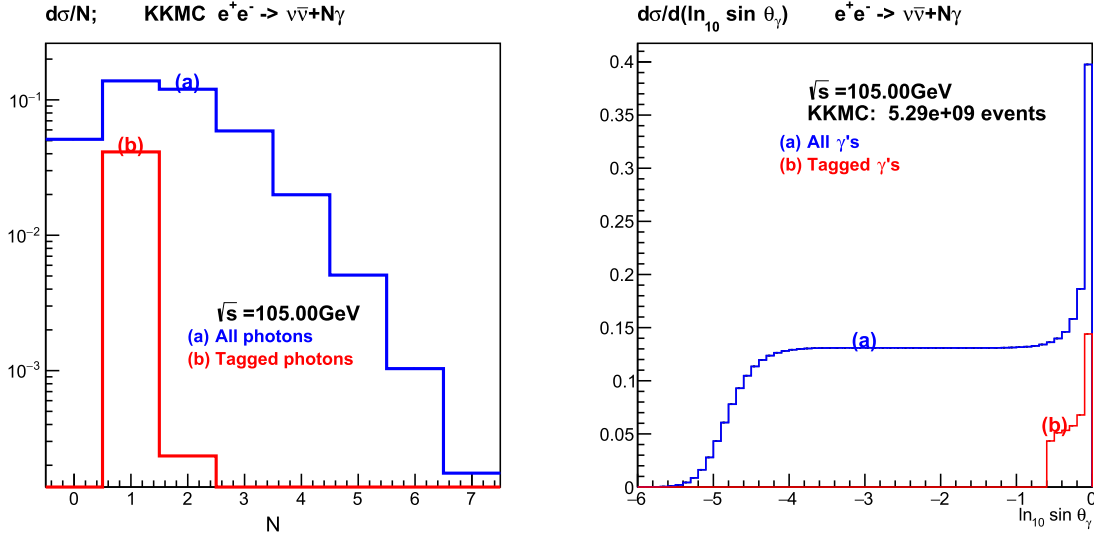 dσ/N; KKMC e⁺e⁻ -> νν̄+Nγ
10⁻¹
10⁻²
10⁻³
(a)
(b)
√s =105.00GeV
(a) All photons
(b) Tagged photons
0 1 2 3 4 5 6 7
N
dσ/d(ln₁₀ sin θᵧ) e⁺e⁻ -> νν̄+Nγ
0.4
0.35
0.3
0.25
0.2
0.15
0.1
0.05
0
√s =105.00GeV
KKMC: 5.29e+09 events
(a) All γ's
(b) Tagged γ's
(a)
(b)
−6 −5 −4 −3 −2 −1 0
ln₁₀ sin θᵧ